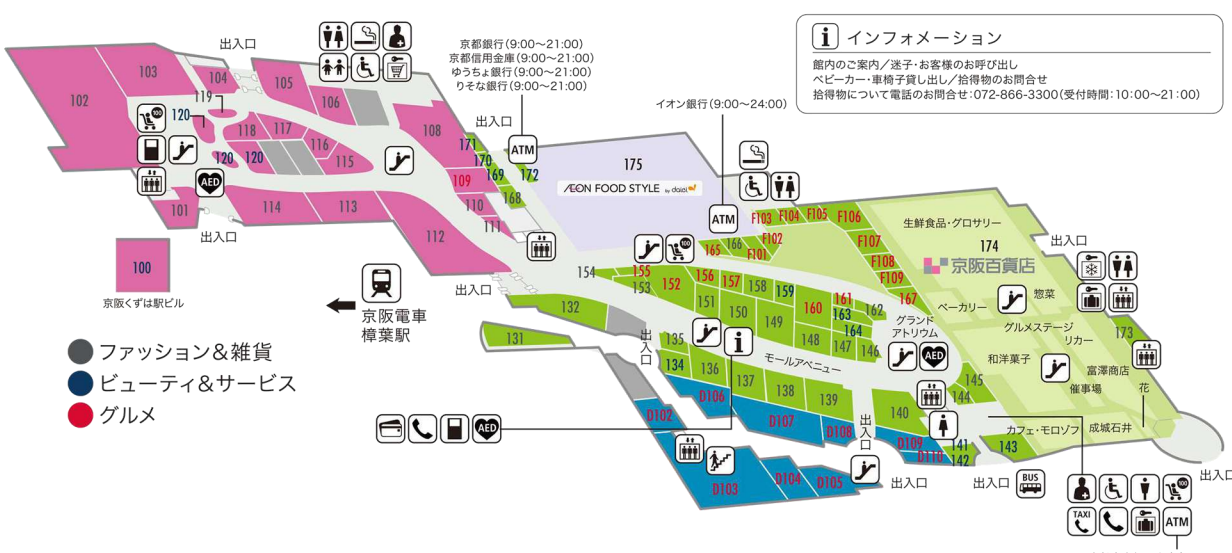 インフォメーション
館内のご案内／迷子・お客様のお呼び出し
ベビーカー・車椅子貸し出し／拾得物のお問合せ
拾得物について電話のお問合せ：072-866-3300（受付時間：10：00〜21：00）
京都銀行（9:00〜21:00）
京都信用金庫（9:00〜21:00）
ゆうちょ銀行（9:00〜21:00）
りそな銀行（9:00〜21:00）
イオン銀行（9:00〜24:00）
出入口
出入口
ATM
102
103
104
105
106
108
119
120
118
117
116
115
120
120
100
AED
101
114
113
112
109
110
111
171
170
169
168
172
出入口
出入口
100
京阪くずは駅ビル
京阪電車
樟葉駅
ファッション＆雑貨
ビューティ＆サービス
グルメ
175
ÆON FOOD STYLE by daiei
ATM
F103
F104
F105
F106
F107
F108
F109
165
166
F101
F102
167
100
生鮮食品・グロサリー
174
京阪百貨店
ベーカリー
惣菜
グルメステージ
リカー
和洋菓子
富澤商店
催事場
花
カフェ・モロゾフ
成城石井
173
出入口
154
155
153
152
156
157
158
159
160
161
162
163
164
151
150
149
148
147
146
グランド
アトリウム
モールアベニュー
AED
132
131
出入口
135
134
136
137
138
139
140
145
144
141
142
143
D106
D107
D108
D109
D110
D102
D103
D104
D105
出入口
出入口
出入口
出入口
BUS
AED
100
TAXI
ATM